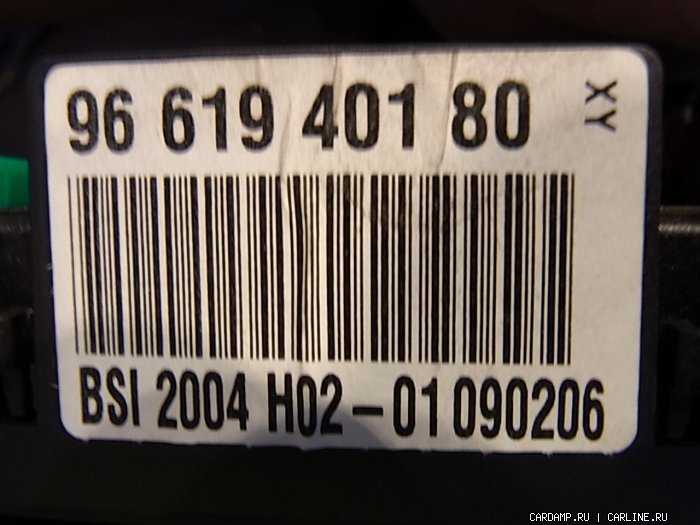 96 619 401 80
XY
BSI 2004 H02-01 090206
CARDAMP.RU | CARLINE.RU